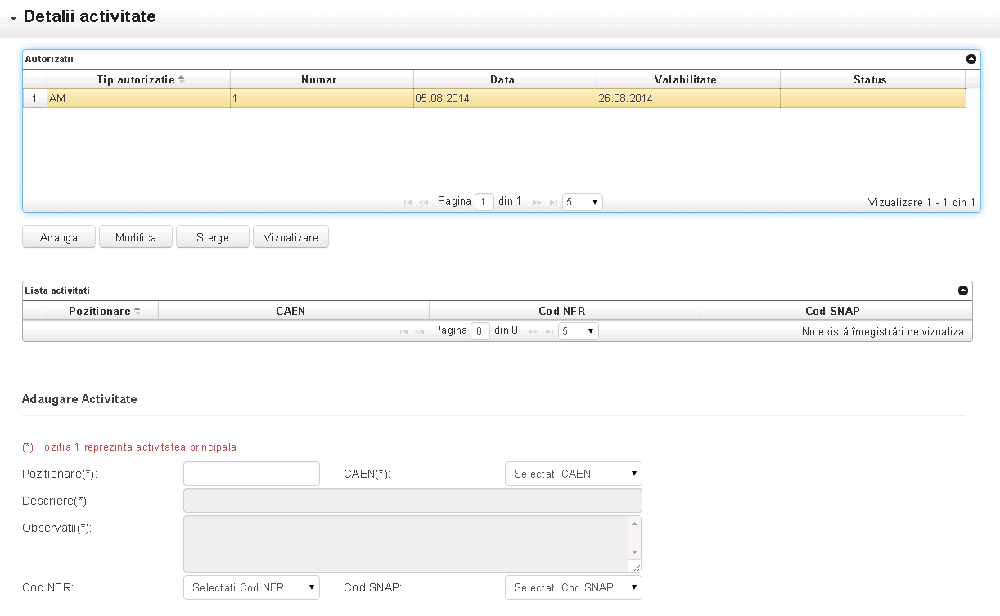 Detalii activitate
Autorizatii
Tip autorizatie Numar Data Valabilitate Status
1 AM 1 05.08.2014 26.08.2014
Pagina 1 din 1 5 Vizualizare 1 - 1 din 1
Adauga Modifica Sterge Vizualizare
Lista activitati
Pozitionare CAEN Cod NFR Cod SNAP
Pagina 0 din 0 5 Nu există înregistrări de vizualizat
Adaugare Activitate
(*) Pozitia 1 reprezinta activitatea principala
Pozitionare(*): CAEN(*): Selectati CAEN
Descriere(*):
Observatii(*):
Cod NFR: Selectati Cod NFR Cod SNAP: Selectati Cod SNAP